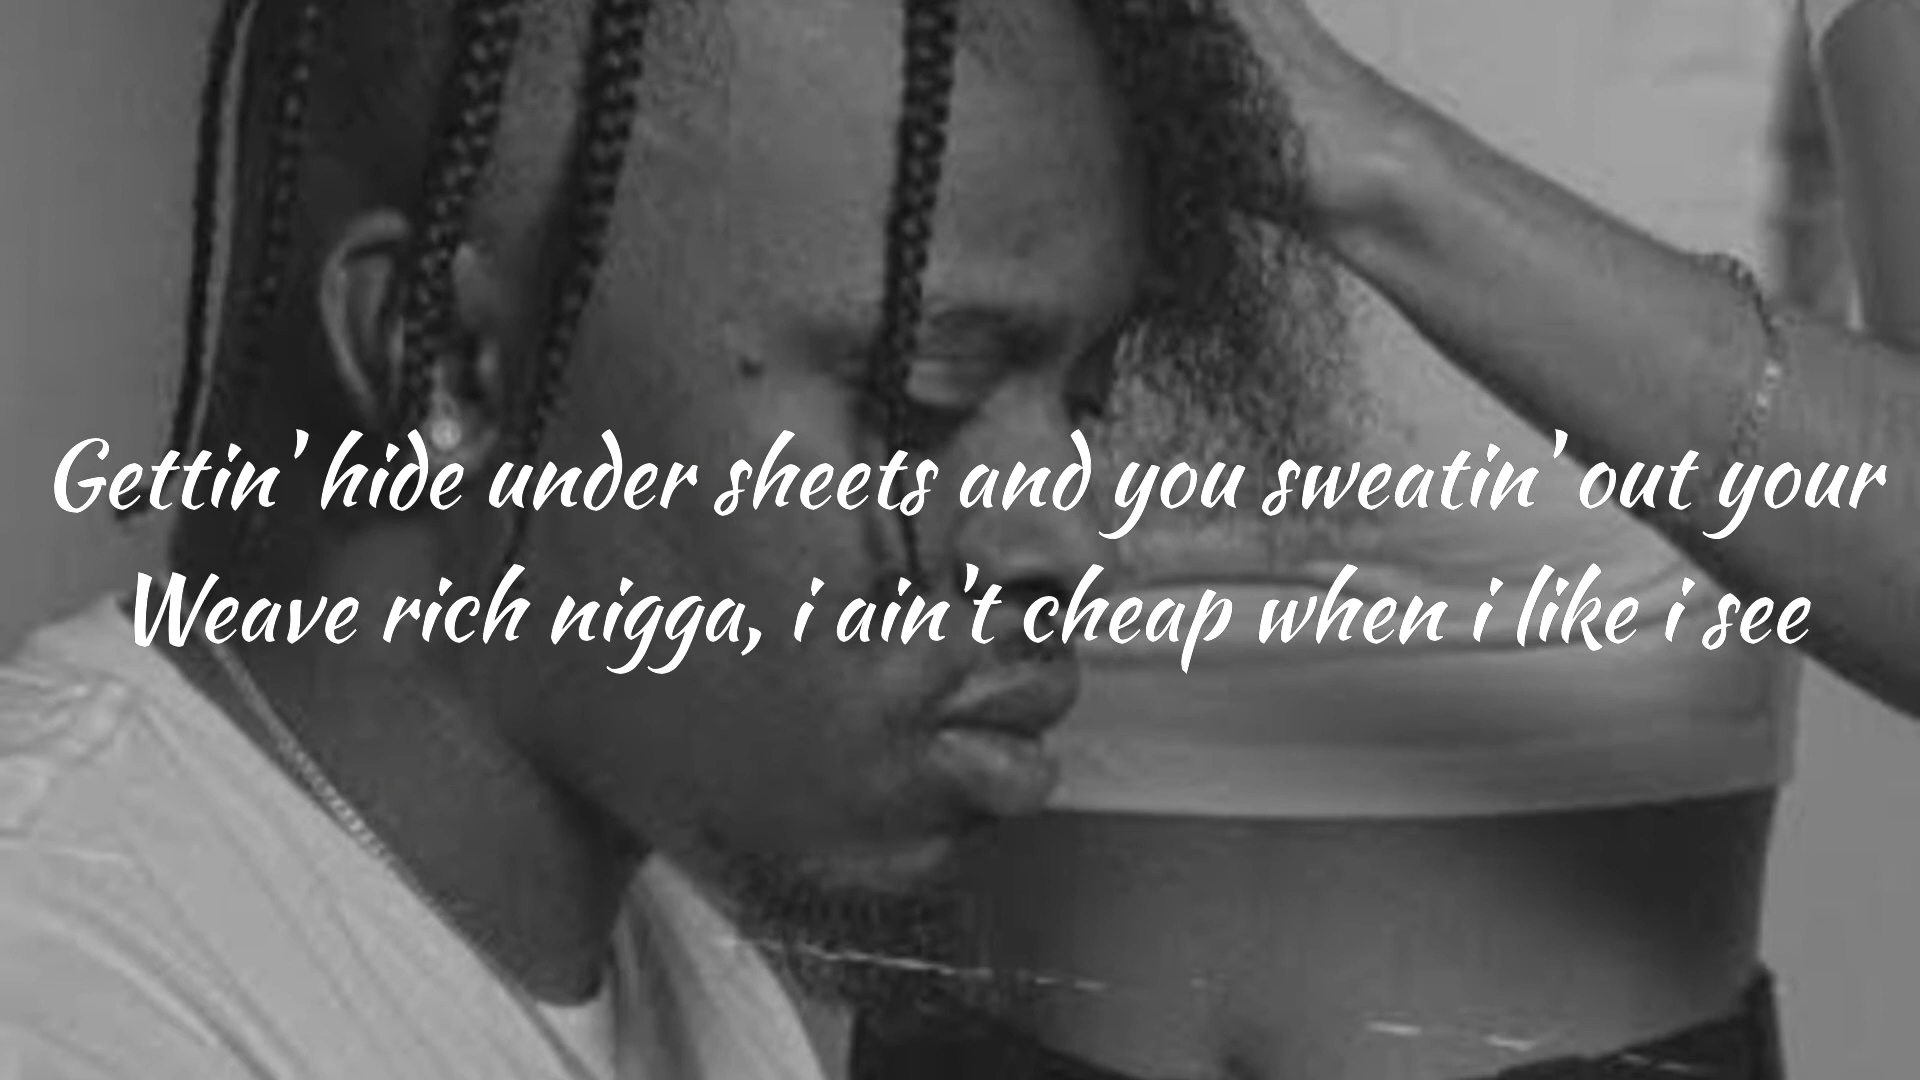 Gettin' hide under sheets and you sweatin' out your
Weave rich nigga, i ain't cheap when i like i see